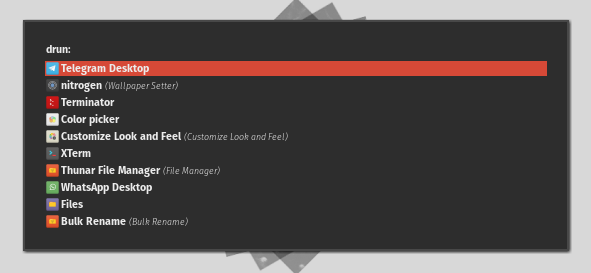 drun:
Telegram Desktop
nitrogen (Wallpaper Setter)
Terminator
Color picker
Customize Look and Feel (Customize Look and Feel)
XTerm
Thunar File Manager (File Manager)
WhatsApp Desktop
Files
Bulk Rename (Bulk Rename)